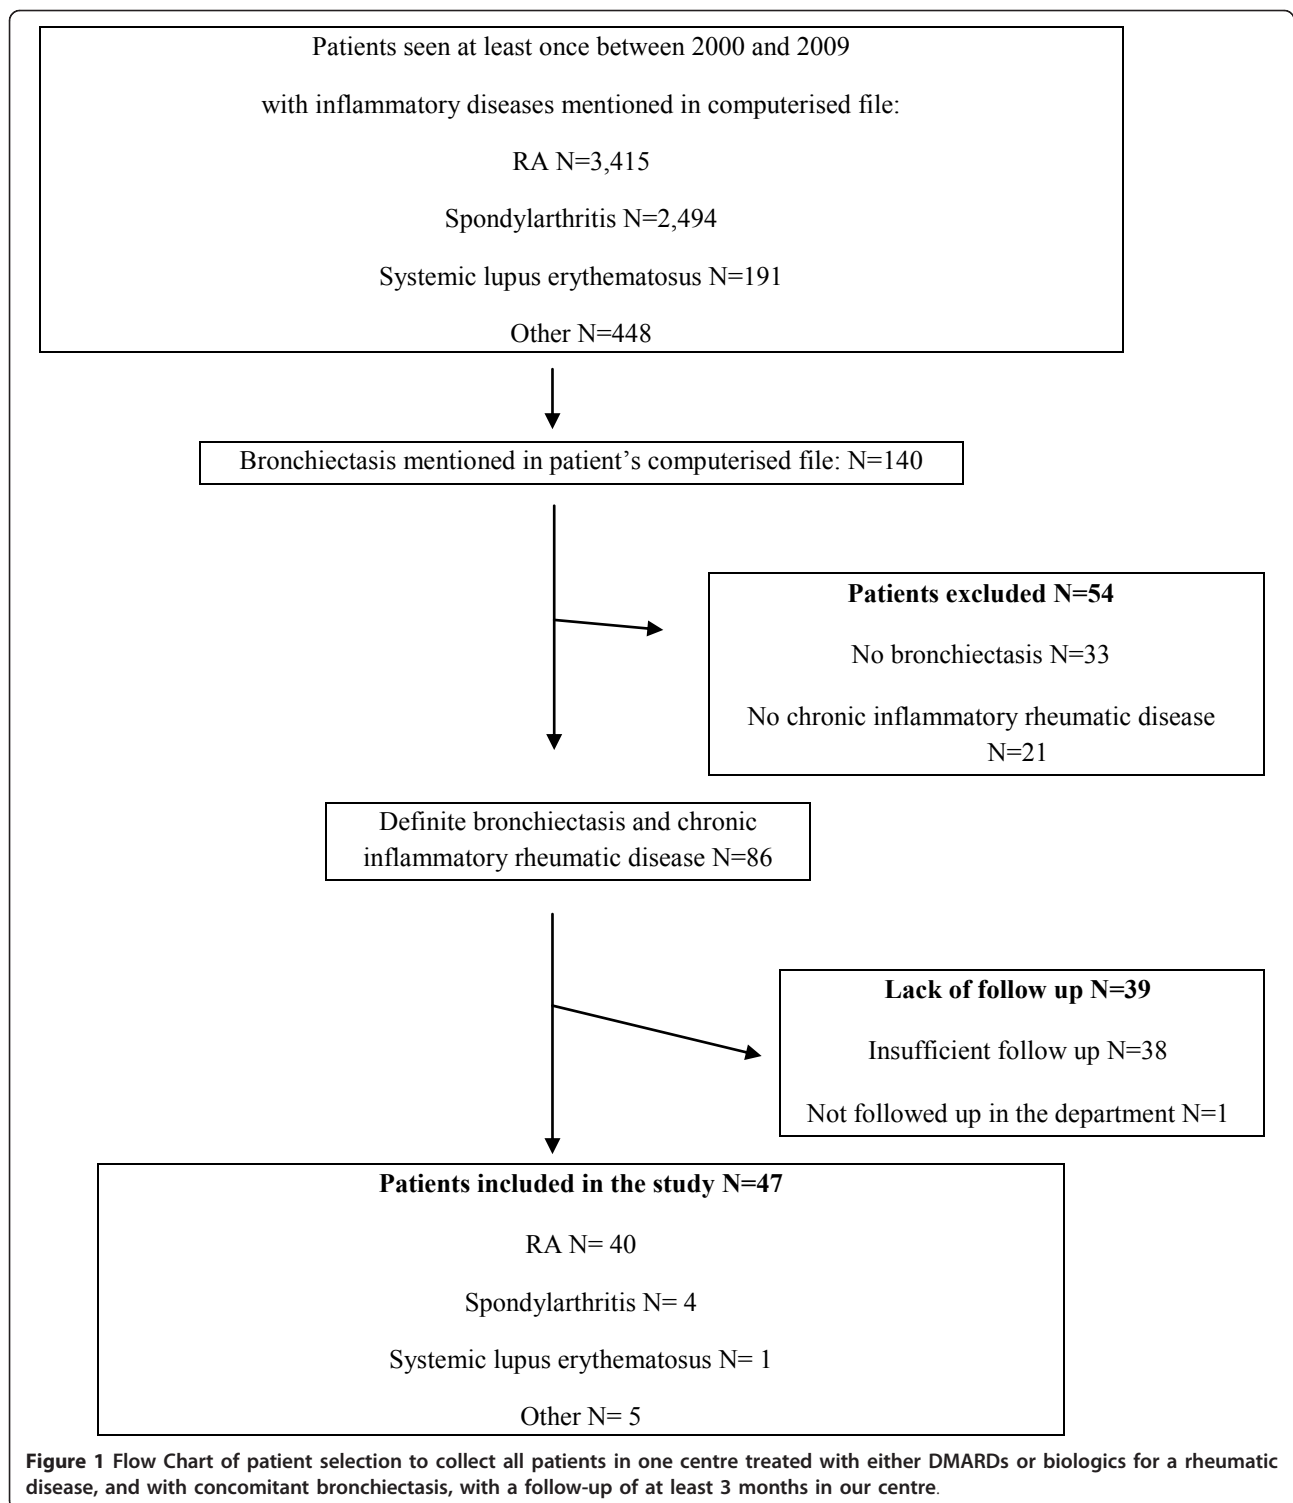 Patients seen at least once between 2000 and 2009
with inflammatory diseases mentioned in computerised file:
RA N=3,415
Spondylarthritis N=2,494
Systemic lupus erythematosus N=191
Other N=448
Bronchiectasis mentioned in patient’s computerised file: N=140
Patients excluded N=54
No bronchiectasis N=33
No chronic inflammatory rheumatic disease
N=21
Definite bronchiectasis and chronic
inflammatory rheumatic disease N=86
Lack of follow up N=39
Insufficient follow up N=38
Not followed up in the department N=1
Patients included in the study N=47
RA N= 40
Spondylarthritis N= 4
Systemic lupus erythematosus N= 1
Other N= 5
Figure 1 Flow Chart of patient selection to collect all patients in one centre treated with either DMARDs or biologics for a rheumatic
disease, and with concomitant bronchiectasis, with a follow-up of at least 3 months in our centre.